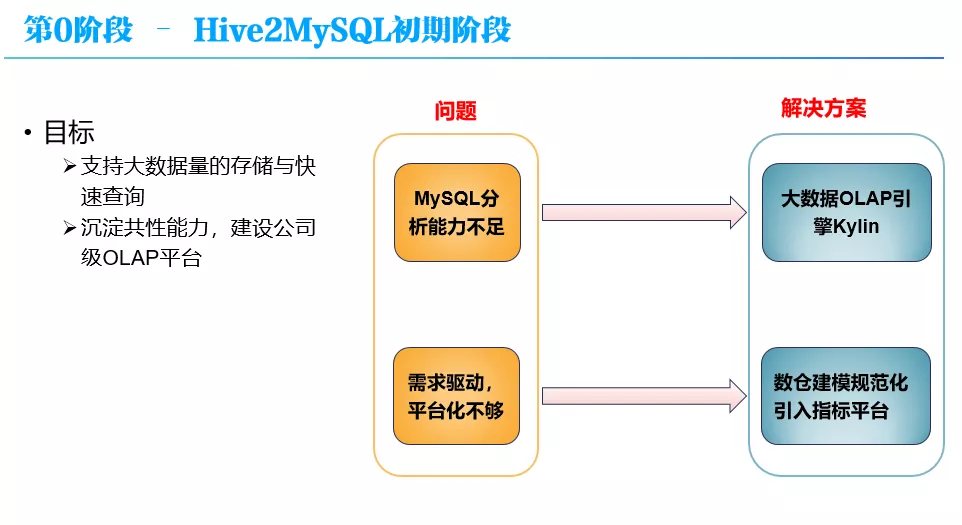 第0阶段 – Hive2MySQL初期阶段
• 目标
➢支持大数据量的存储与快
速查询
➢沉淀共性能力，建设公司
级OLAP平台
问题
MySQL分
析能力不足
需求驱动，
平台化不够
解决方案
大数据OLAP引
擎Kylin
数仓建模规范化
引入指标平台